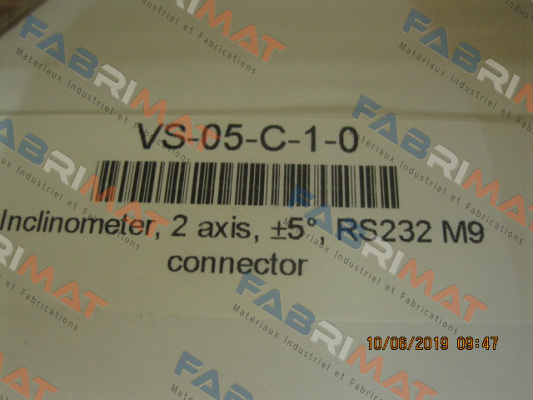 VS-05-C-1-0
Inclinometer, 2 axis, ±5°, RS232 M9
connector
10/06/2019 09:47
FABRIMAT
Materiaux Industriel et Fabrications